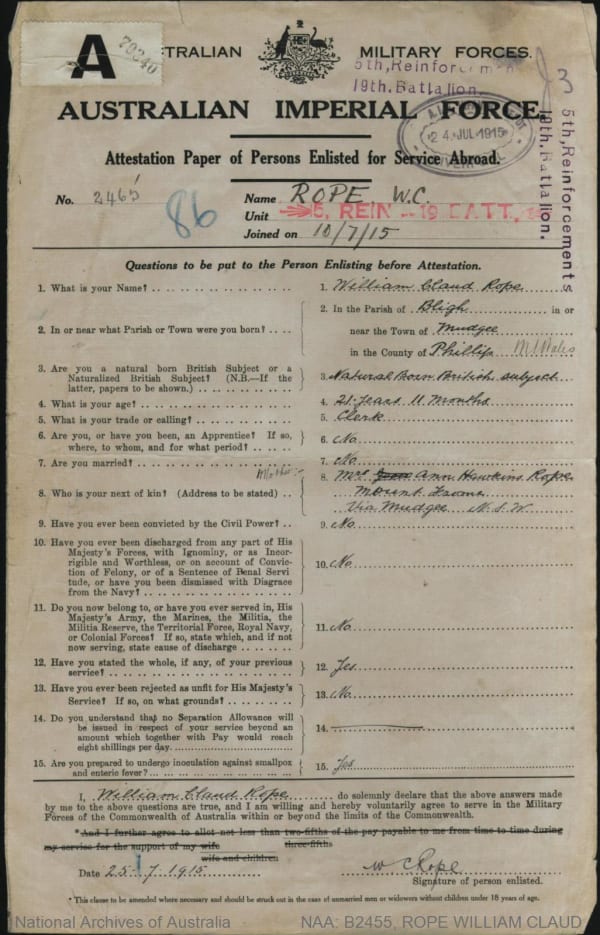 A USTRALIAN MILITARY FORCES.
70240
5th, Reinforcemen
19th. Battalion.
AUSTRALIAN IMPERIAL FORCE.
24 JUL 1915
5th, Reinforcements
19th. Battalion.
Attestation Paper of Persons Enlisted for Service Abroad.
No. 2465
86
Name ROPE W.C.
Unit 5, REIN -- 19 BATT.
Joined on 10/7/15
Questions to be put to the Person Enlisting before Attestation.
1. What is your Name?
1. William Claud Rope
2. In or near what Parish or Town were you born?
2. In the Parish of Bligh in or
near the Town of Mudgee
in the County of Phillip N S Wales
3. Are you a natural born British Subject or a
Naturalized British Subject? (N.B.—If the
latter, papers to be shown.)
3. Natural Born British subject
4. What is your age?
4. 21 Years 11 Months
5. What is your trade or calling?
5. Clerk
6. Are you, or have you been, an Apprentice? If so,
where, to whom, and for what period?
6. No
7. Are you married?
7. No
8. Who is your next of kin? (Address to be stated)
Mother:-
8. Mrs Ann Hawkins Rope
Mount
Via Mudgee N.S.W.
9. Have you ever been convicted by the Civil Power?
9. No
10. Have you ever been discharged from any part of His
Majesty's Forces, with Ignominy, or as Incor-
rigible and Worthless, or on account of Convic-
tion of Felony, or of a Sentence of Penal Servi
tude, or have you been dismissed with Disgrace
from the Navy?
10. No
11. Do you now belong to, or have you ever served in, His
Majesty's Army, the Marines, the Militia, the
Militia Reserve, the Territorial Force, Royal Navy,
or Colonial Forces? If so, state which, and if not
now serving, state cause of discharge
11. No
12. Have you stated the whole, if any, of your previous
service?
12. Yes
13. Have you ever been rejected as unfit for His Majesty's
Service? If so, on what grounds?
13. No
14. Do you understand that no Separation Allowance will
be issued in respect of your service beyond an
amount which together with Pay would reach
eight shillings per day.
14.
15. Are you prepared to undergo inoculation against smallpox
and enteric fever?
15. Yes
I, William Claud Rope do solemnly declare that the above answers made
by me to the above questions are true, and I am willing and hereby voluntarily agree to serve in the Military
Forces of the Commonwealth of Australia within or beyond the limits of the Commonwealth.
*And I further agree to allot not less than two-fifths of the pay payable to me from time to time during
three-fifths
my service for the support of my wife
wife and children
Date 25/7/1915
W C Rope
Signature of person enlisted.
* This clause to be amended where necessary and should be struck out in the case of unmarried men or widowers without children under 18 years of age.
National Archives of Australia
NAA: B2455, ROPE WILLIAM CLAUD